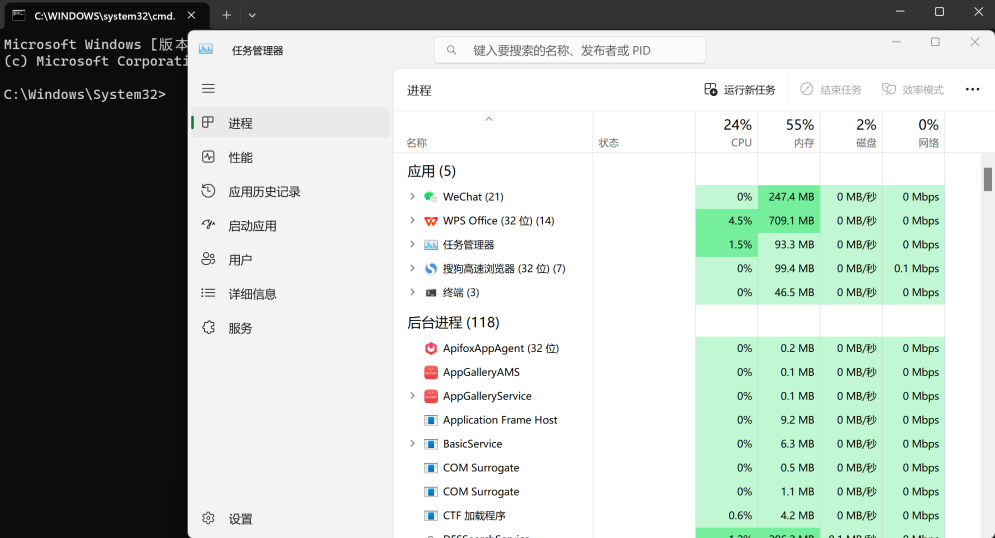 C:\WINDOWS\system32\cmd.
Microsoft Windows [版本
(c) Microsoft Corporati
C:\Windows\System32>
任务管理器
键入要搜索的名称、发布者或 PID
进程
性能
应用历史记录
启动应用
用户
详细信息
服务
设置
进程
运行新任务
结束任务
效率模式
24% 55% 2% 0%
名称 状态 CPU 内存 磁盘 网络
应用 (5)
WeChat (21) 0% 247.4 MB 0 MB/秒 0 Mbps
WPS Office (32 位) (14) 4.5% 709.1 MB 0 MB/秒 0 Mbps
任务管理器 1.5% 93.3 MB 0 MB/秒 0 Mbps
搜狗高速浏览器 (32 位) (7) 0% 99.4 MB 0 MB/秒 0.1 Mbps
终端 (3) 0% 46.5 MB 0 MB/秒 0 Mbps
后台进程 (118)
ApifoxAppAgent (32 位) 0% 0.2 MB 0 MB/秒 0 Mbps
AppGalleryAMS 0% 0.1 MB 0 MB/秒 0 Mbps
AppGalleryService 0% 0.1 MB 0 MB/秒 0 Mbps
Application Frame Host 0% 9.2 MB 0 MB/秒 0 Mbps
BasicService 0% 6.3 MB 0 MB/秒 0 Mbps
COM Surrogate 0% 0.5 MB 0 MB/秒 0 Mbps
COM Surrogate 0% 1.1 MB 0 MB/秒 0 Mbps
CTF 加载程序 0.6% 4.2 MB 0 MB/秒 0 Mbps